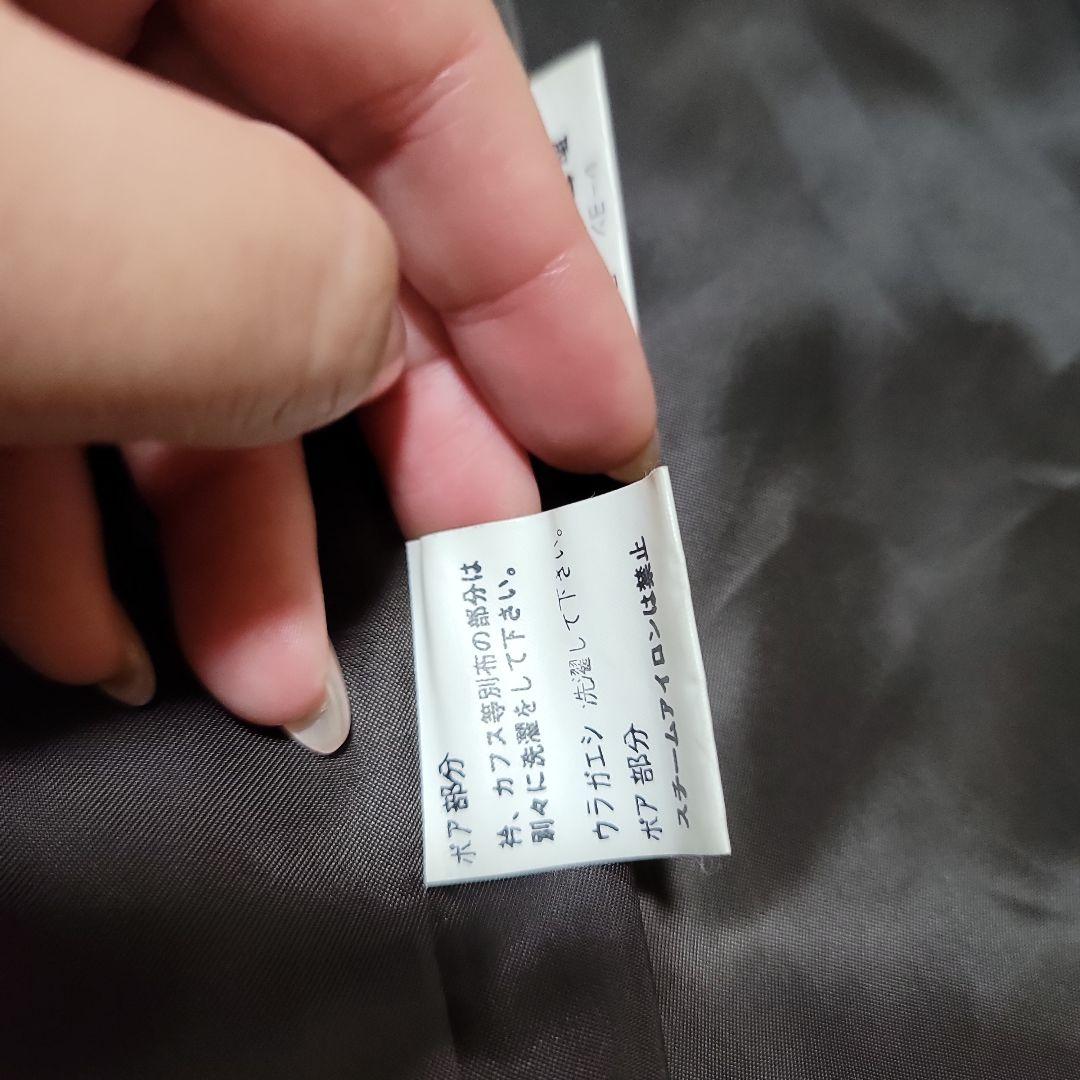 ボア部分
衿、カフス等別布の部分は
別々に洗濯をして下さい。
ウラガエシ 洗濯して下さい。
ボア部分
スチームアイロンは禁止